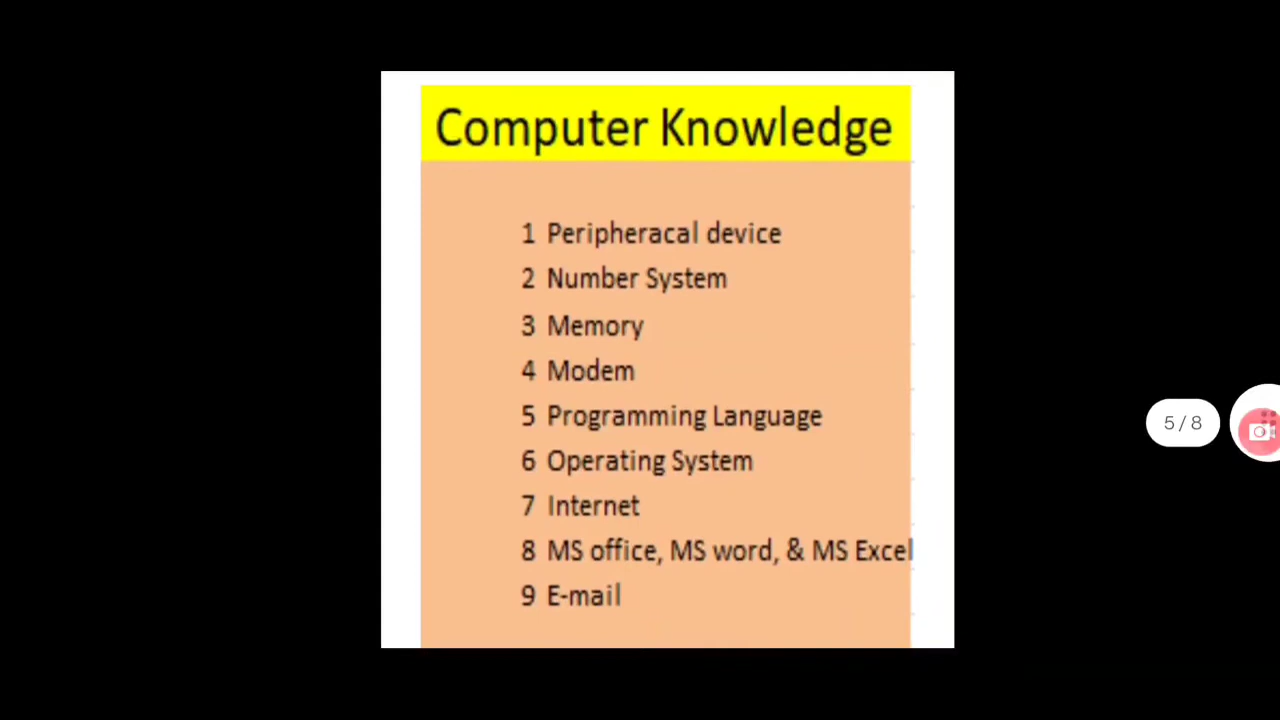 Computer Knowledge
1 Peripheracal device
2 Number System
3 Memory
4 Modem
5 Programming Language
6 Operating System
7 Internet
8 MS office, MS word, & MS Excel
9 E-mail
5 / 8